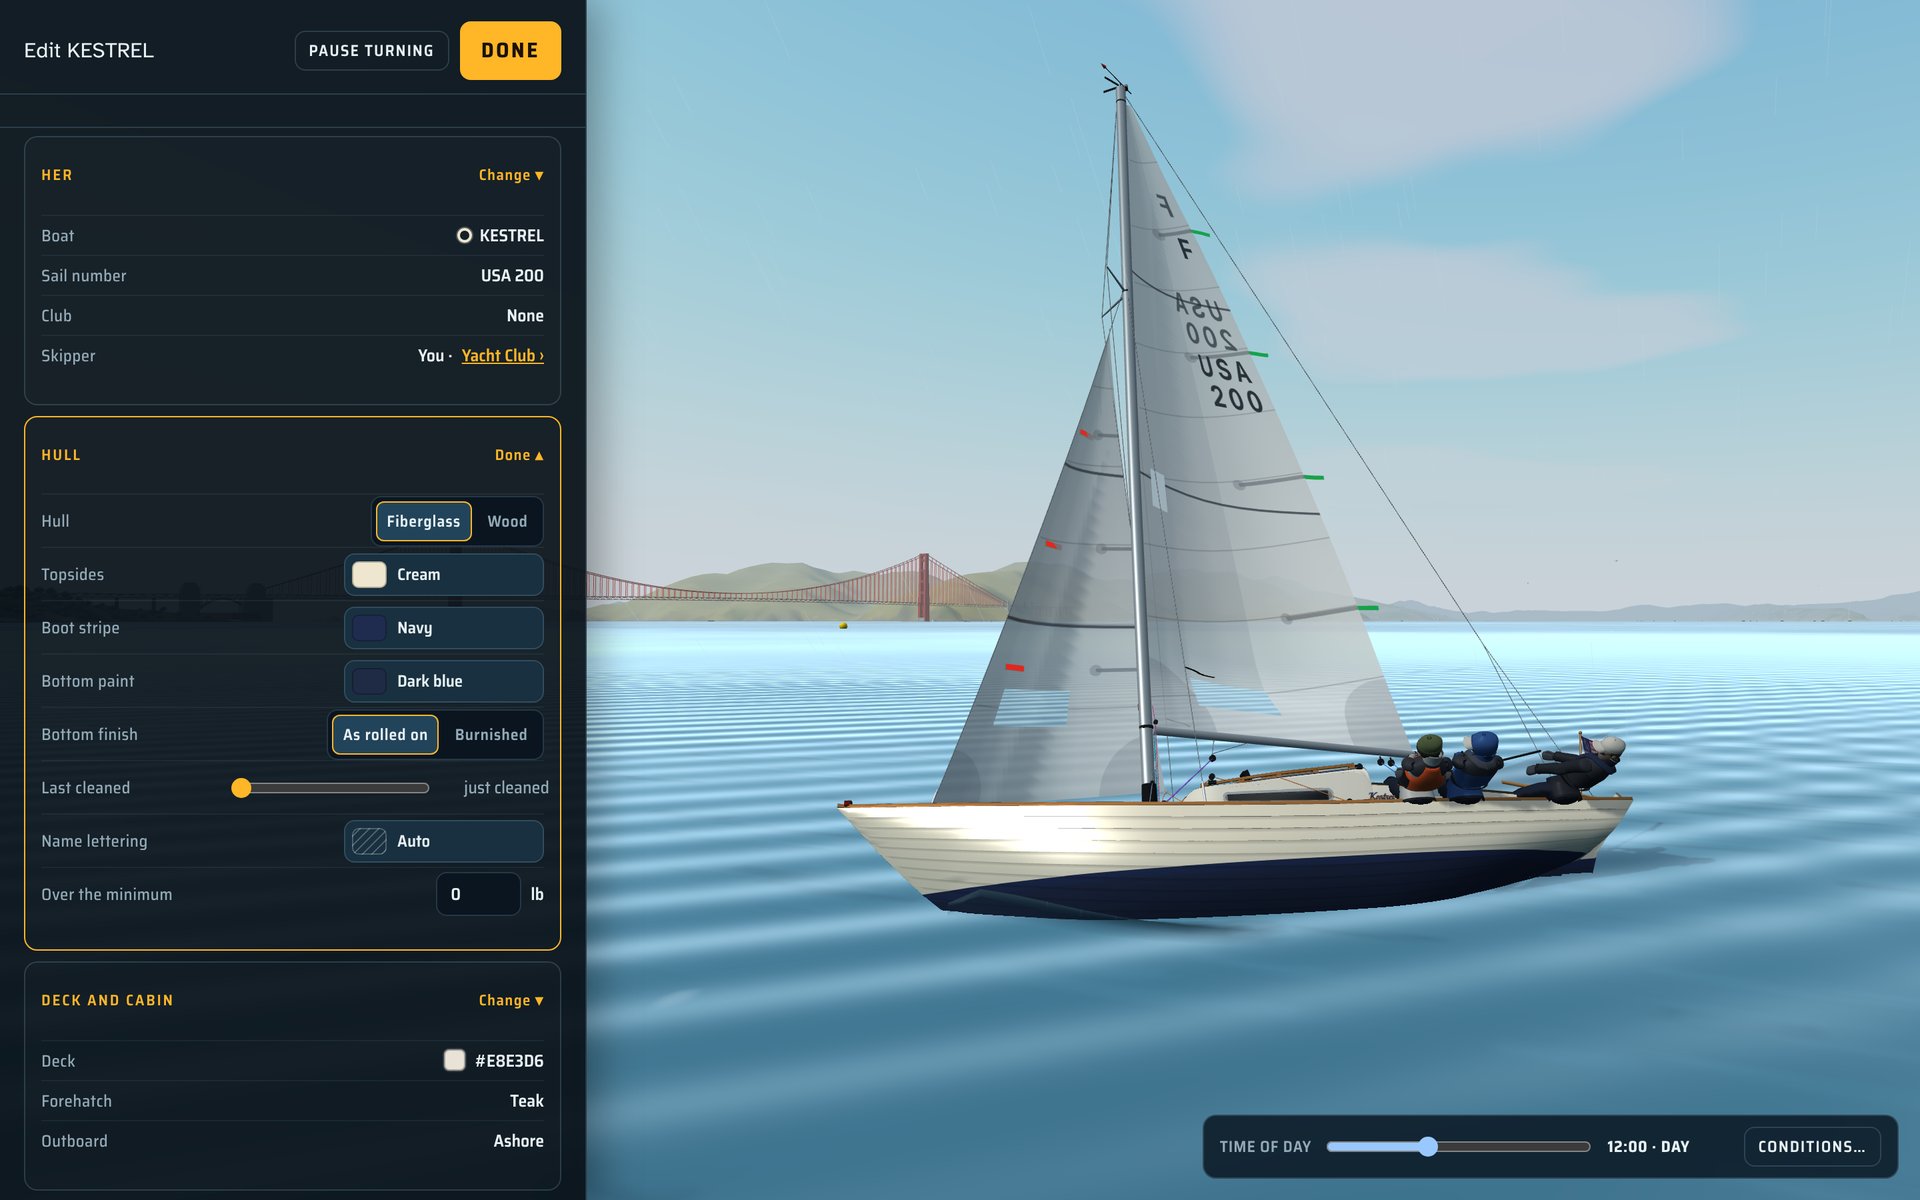 Edit KESTREL
PAUSE TURNING
DONE
HER
Change ▾
Boat
KESTREL
Sail number
USA 200
Club
None
Skipper
You · Yacht Club ›
HULL
Done ▴
Hull
Fiberglass
Wood
Topsides
Cream
Boot stripe
Navy
Bottom paint
Dark blue
Bottom finish
As rolled on
Burnished
Last cleaned
just cleaned
Name lettering
Auto
Over the minimum
0
lb
DECK AND CABIN
Change ▾
Deck
#E8E3D6
Forehatch
Teak
Outboard
Ashore
F
F
USA
200
USA
200
TIME OF DAY
12:00 · DAY
CONDITIONS...